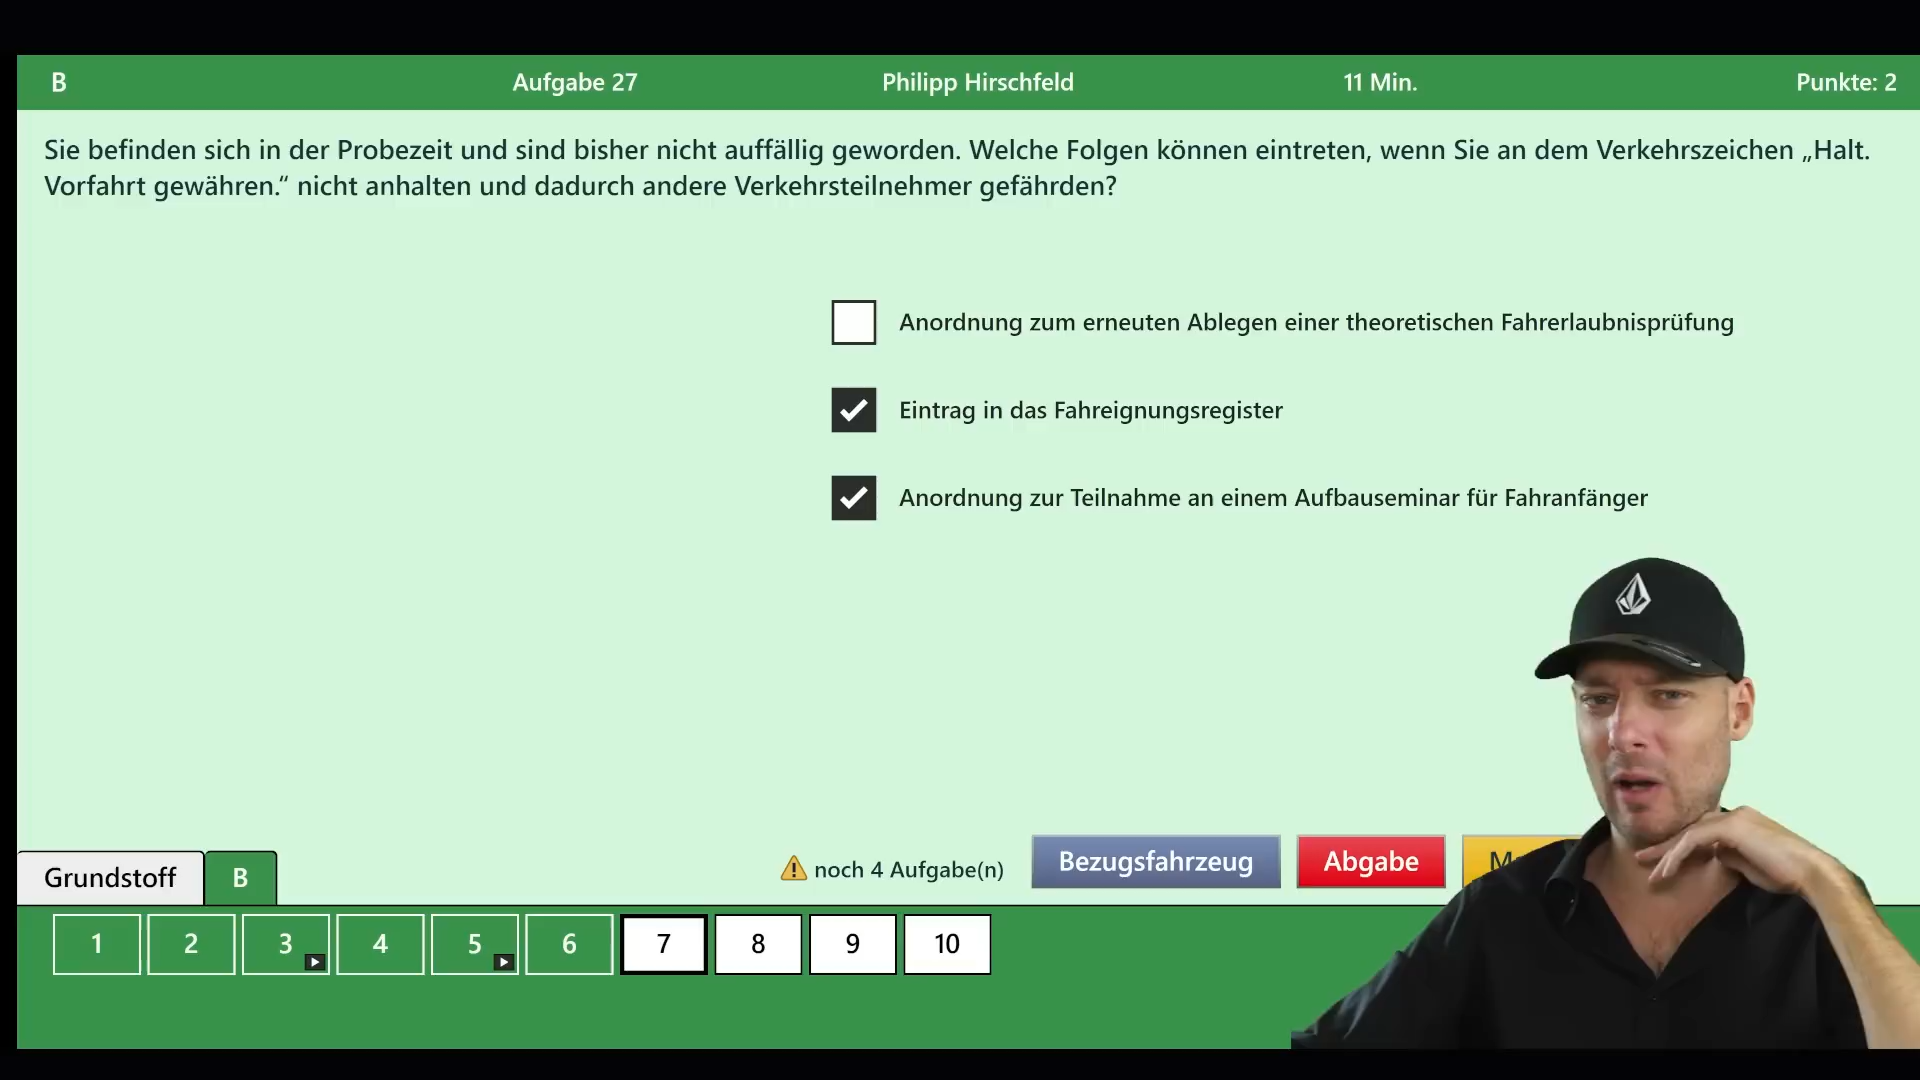 B Aufgabe 27 Philipp Hirschfeld 11 Min. Punkte: 2
Sie befinden sich in der Probezeit und sind bisher nicht auffällig geworden. Welche Folgen können eintreten, wenn Sie an dem Verkehrszeichen „Halt.
Vorfahrt gewähren.“ nicht anhalten und dadurch andere Verkehrsteilnehmer gefährden?
Anordnung zum erneuten Ablegen einer theoretischen Fahrerlaubnisprüfung
Eintrag in das Fahreignungsregister
Anordnung zur Teilnahme an einem Aufbauseminar für Fahranfänger
Grundstoff B noch 4 Aufgabe(n) Bezugsfahrzeug Abgabe
1 2 3 4 5 6 7 8 9 10